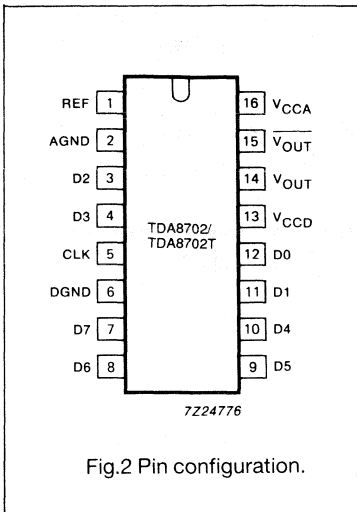 REF 1 16 VCCA
AGND 2 15 V̅O̅U̅T̅
D2 3 14 VOUT
D3 4 13 VCCD
TDA8702/
TDA8702T
CLK 5 12 D0
DGND 6 11 D1
D7 7 10 D4
D6 8 9 D5
7Z24776
Fig.2 Pin configuration.